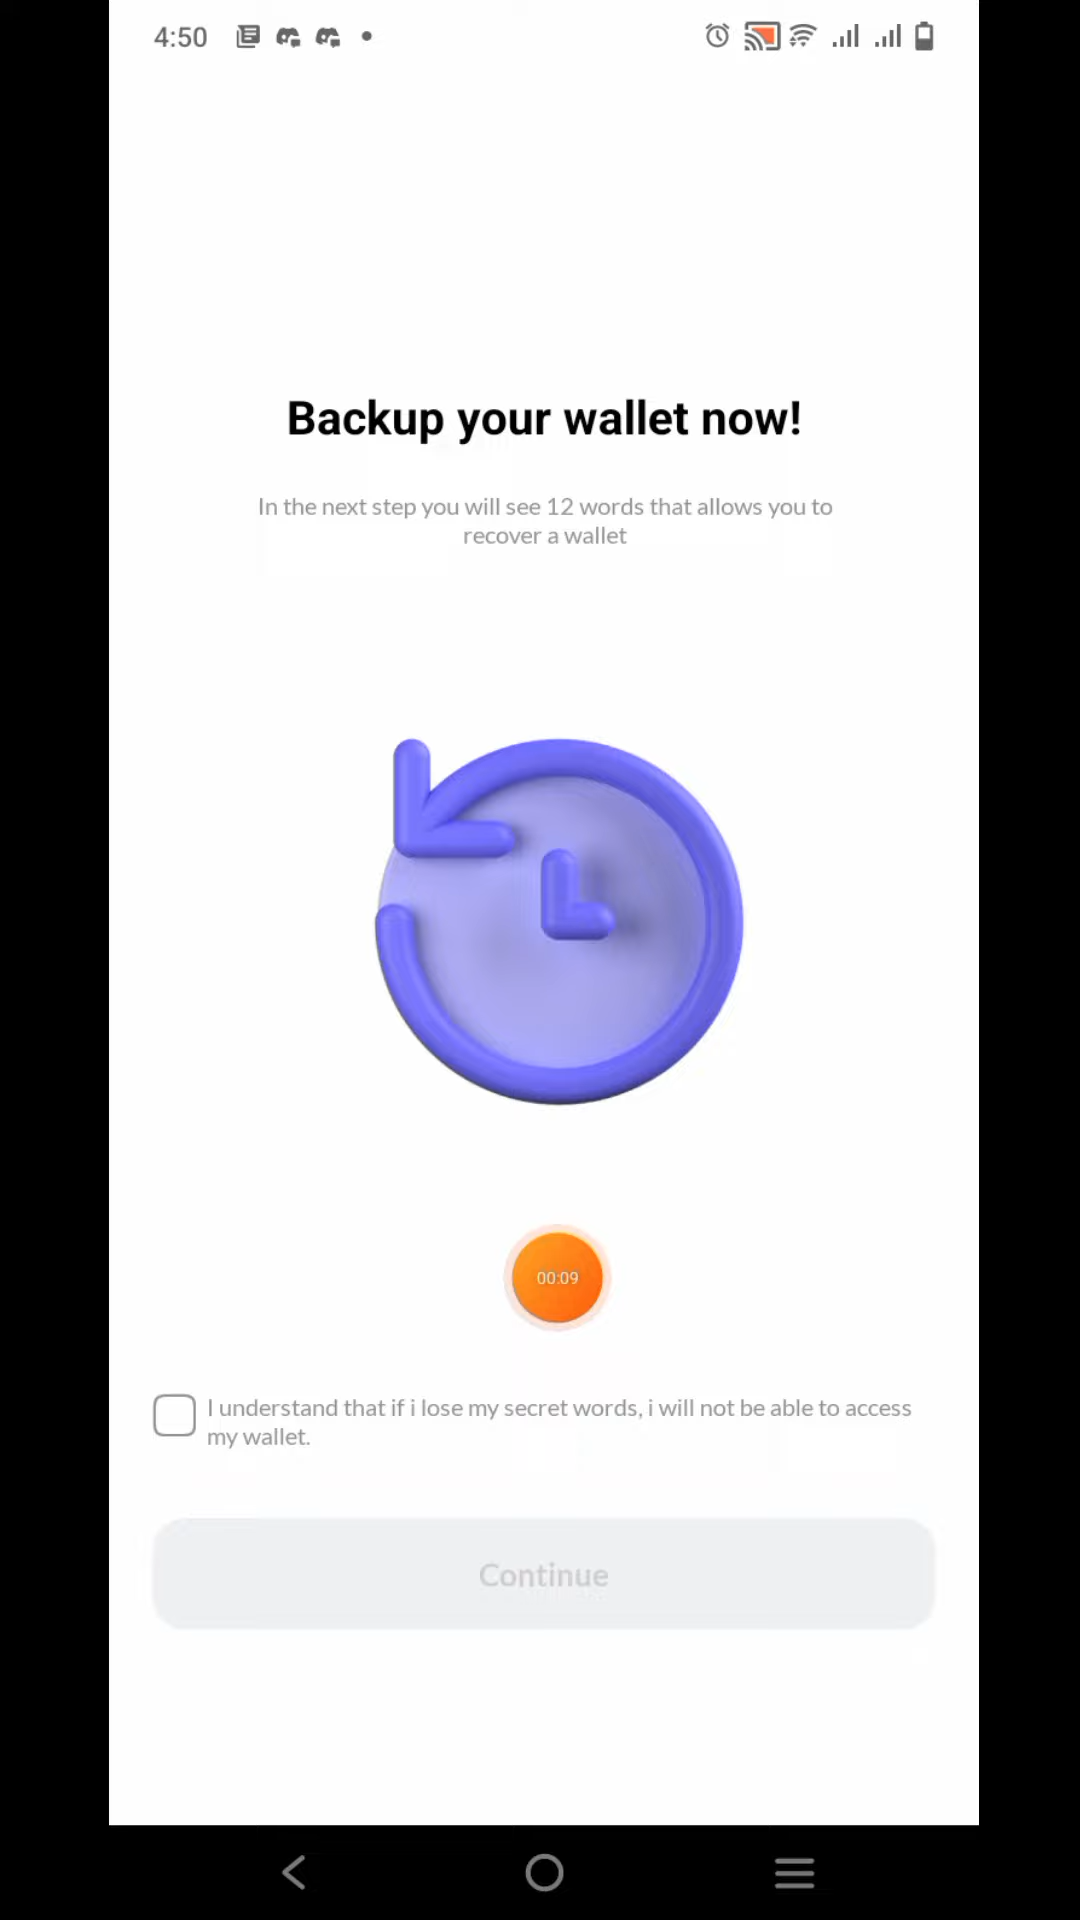 4:50
Backup your wallet now!
In the next step you will see 12 words that allows you to
recover a wallet
00:09
I understand that if i lose my secret words, i will not be able to access
my wallet.
Continue